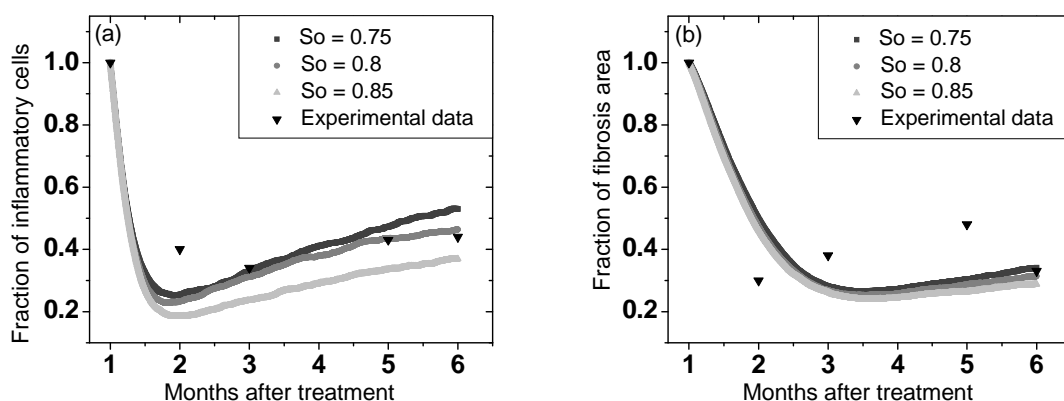 (a)
So = 0.75
So = 0.8
So = 0.85
Experimental data
1.0
0.8
0.6
0.4
0.2
Fraction of inflammatory cells
1 2 3 4 5 6
Months after treatment
(b)
So = 0.75
So = 0.8
So = 0.85
Experimental data
1.0
0.8
0.6
0.4
0.2
Fraction of fibrosis area
1 2 3 4 5 6
Months after treatment